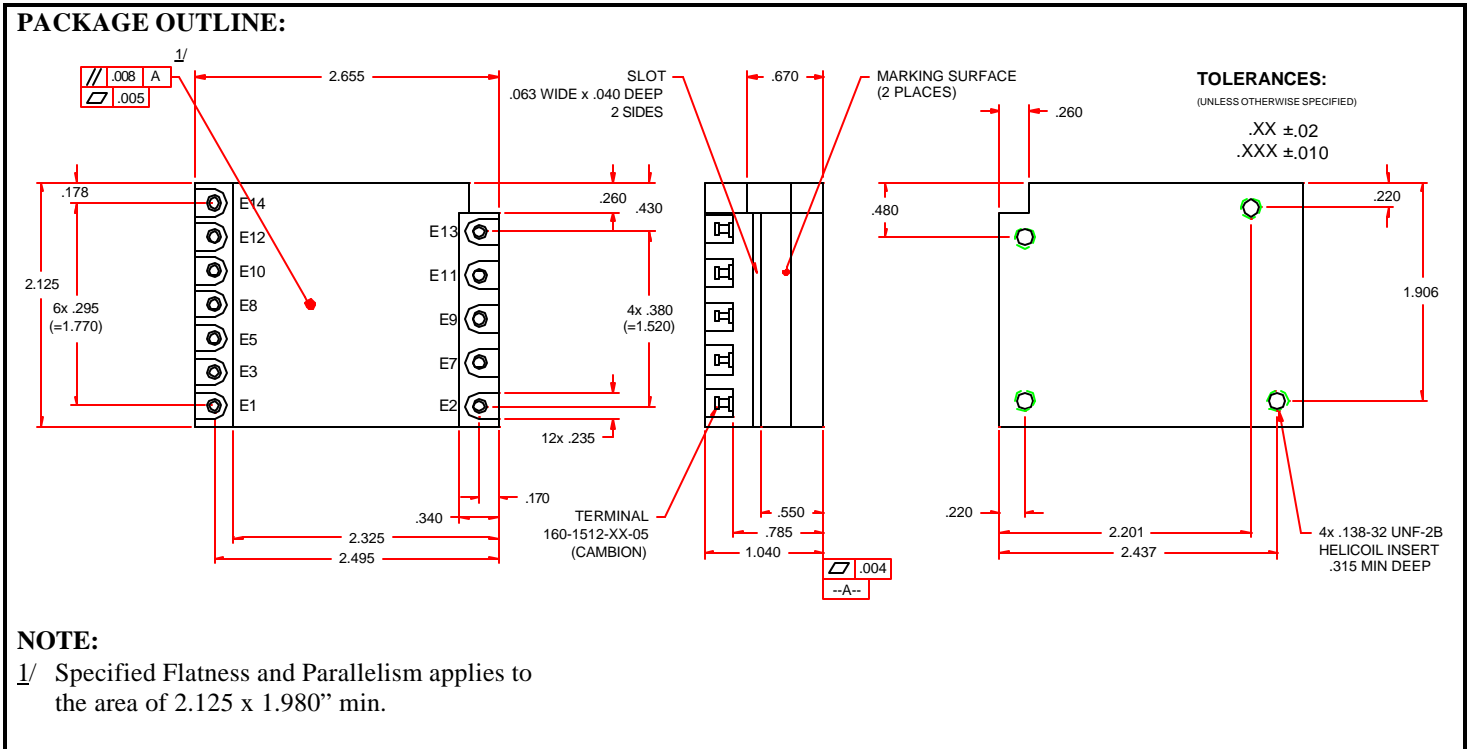 PACKAGE OUTLINE:
1/
// .008 A
.005
2.655
SLOT
.063 WIDE x .040 DEEP
2 SIDES
.670
MARKING SURFACE
(2 PLACES)
TOLERANCES:
(UNLESS OTHERWISE SPECIFIED)
.XX ±.02
.XXX ±.010
.260
.178
.260
.430
.480
.220
E14
E12
E10
E8
E5
E3
E1
E13
E11
E9
E7
E2
2.125
6x .295
(=1.770)
4x .380
(=1.520)
1.906
12x .235
.170
.340
2.325
2.495
TERMINAL
160-1512-XX-05
(CAMBION)
.550
.785
1.040
.004
--A--
.220
2.201
2.437
4x .138-32 UNF-2B
HELICOIL INSERT
.315 MIN DEEP
NOTE:
1/ Specified Flatness and Parallelism applies to
the area of 2.125 x 1.980” min.